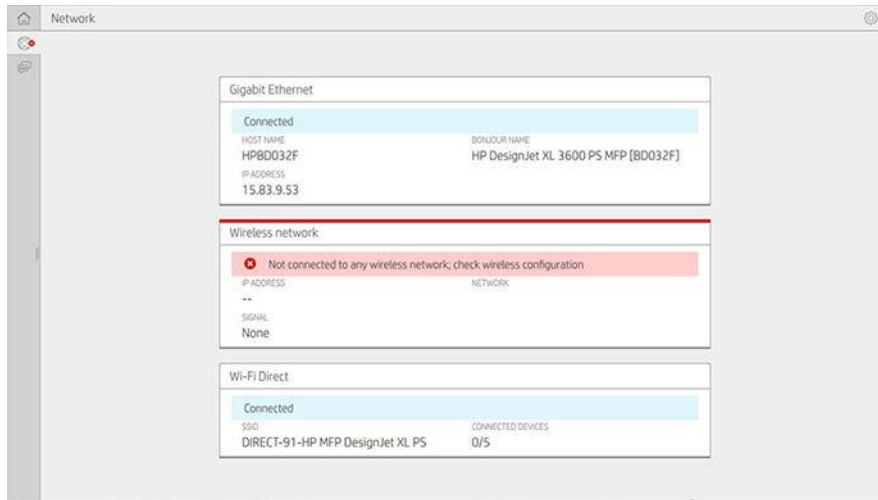 Network
Gigabit Ethernet
Connected
HOST NAME BONJOUR NAME
HPBD032F HP DesignJet XL 3600 PS MFP [BD032F]
IP ADDRESS
15.83.9.53
Wireless network
Not connected to any wireless network; check wireless configuration
IP ADDRESS NETWORK
--
SIGNAL
None
Wi-Fi Direct
Connected
SSID CONNECTED DEVICES
DIRECT-91-HP MFP DesignJet XL PS 0/5